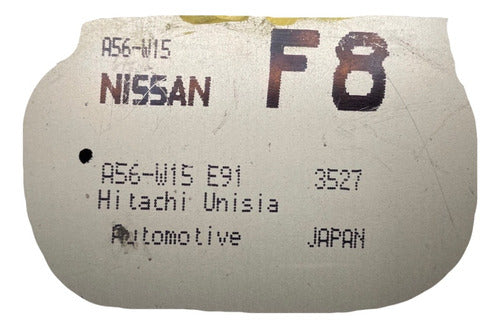 A56-W15
NISSAN F8
A56-W15 E91 3527
Hitachi Unisia
Automotive JAPAN